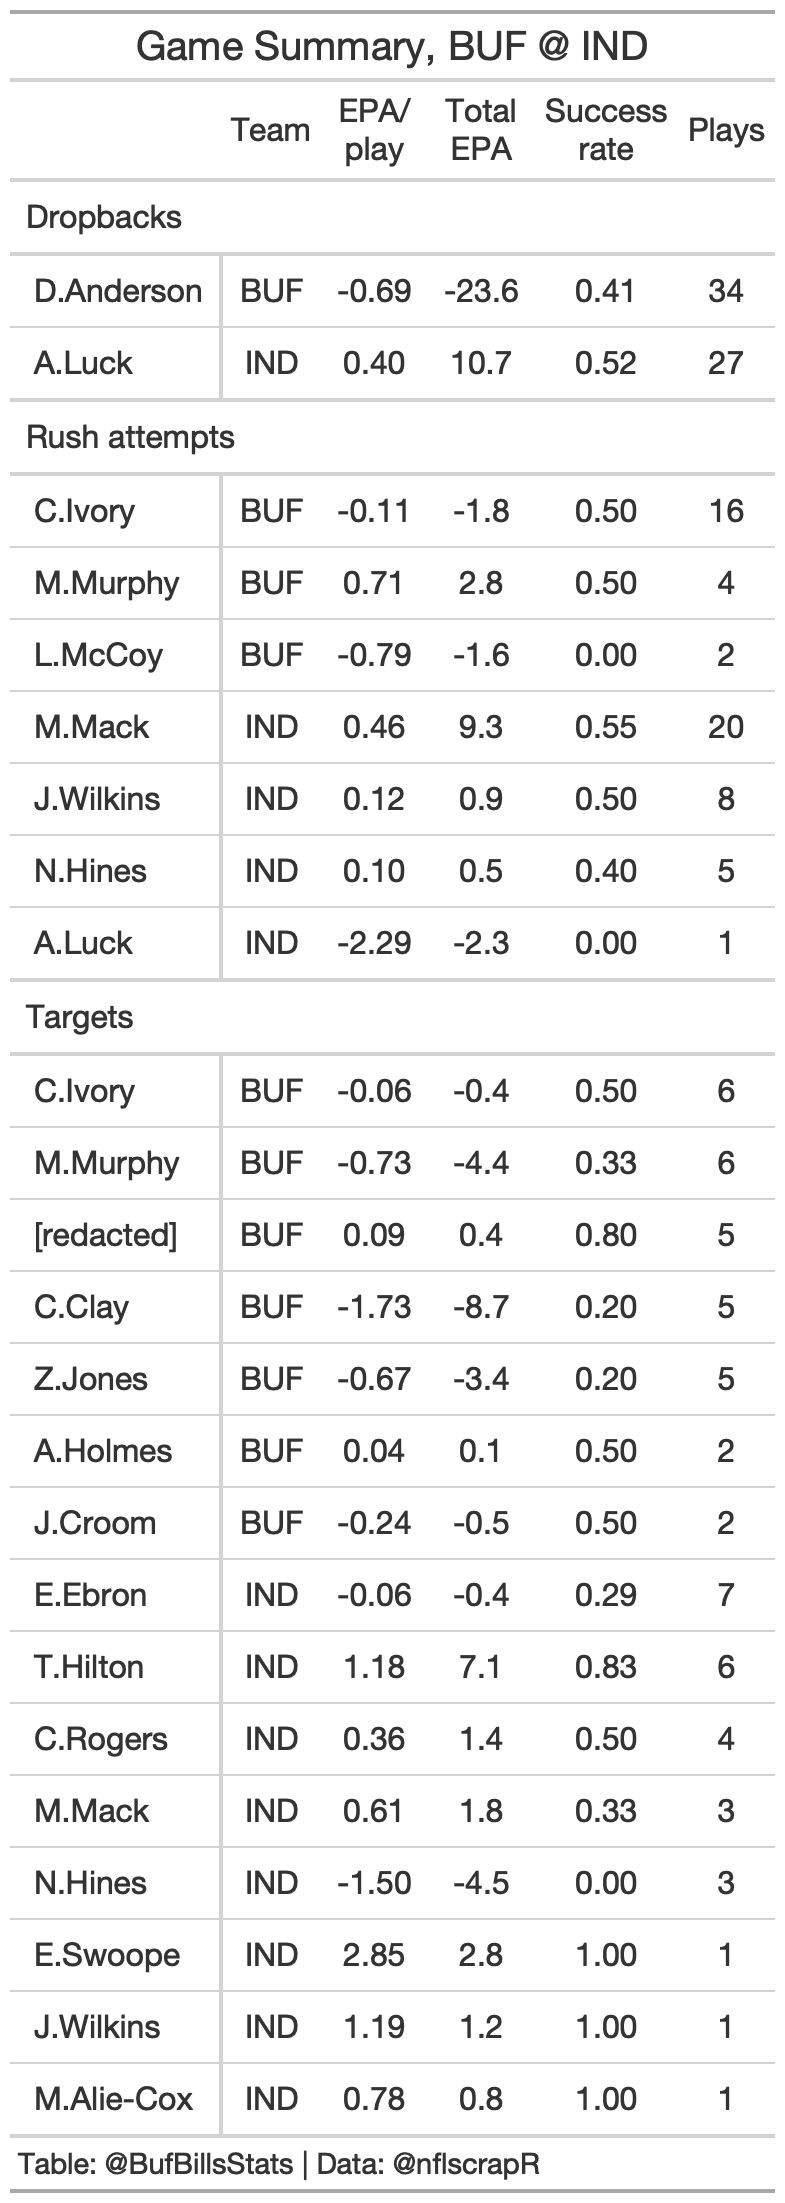 Game Summary, BUF @ IND
Team EPA/play Total EPA Success rate Plays
Dropbacks
D.Anderson BUF -0.69 -23.6 0.41 34
A.Luck IND 0.40 10.7 0.52 27
Rush attempts
C.Ivory BUF -0.11 -1.8 0.50 16
M.Murphy BUF 0.71 2.8 0.50 4
L.McCoy BUF -0.79 -1.6 0.00 2
M.Mack IND 0.46 9.3 0.55 20
J.Wilkins IND 0.12 0.9 0.50 8
N.Hines IND 0.10 0.5 0.40 5
A.Luck IND -2.29 -2.3 0.00 1
Targets
C.Ivory BUF -0.06 -0.4 0.50 6
M.Murphy BUF -0.73 -4.4 0.33 6
[redacted] BUF 0.09 0.4 0.80 5
C.Clay BUF -1.73 -8.7 0.20 5
Z.Jones BUF -0.67 -3.4 0.20 5
A.Holmes BUF 0.04 0.1 0.50 2
J.Croom BUF -0.24 -0.5 0.50 2
E.Ebron IND -0.06 -0.4 0.29 7
T.Hilton IND 1.18 7.1 0.83 6
C.Rogers IND 0.36 1.4 0.50 4
M.Mack IND 0.61 1.8 0.33 3
N.Hines IND -1.50 -4.5 0.00 3
E.Swoope IND 2.85 2.8 1.00 1
J.Wilkins IND 1.19 1.2 1.00 1
M.Alie-Cox IND 0.78 0.8 1.00 1
Table: @BufBillsStats | Data: @nflscrapR